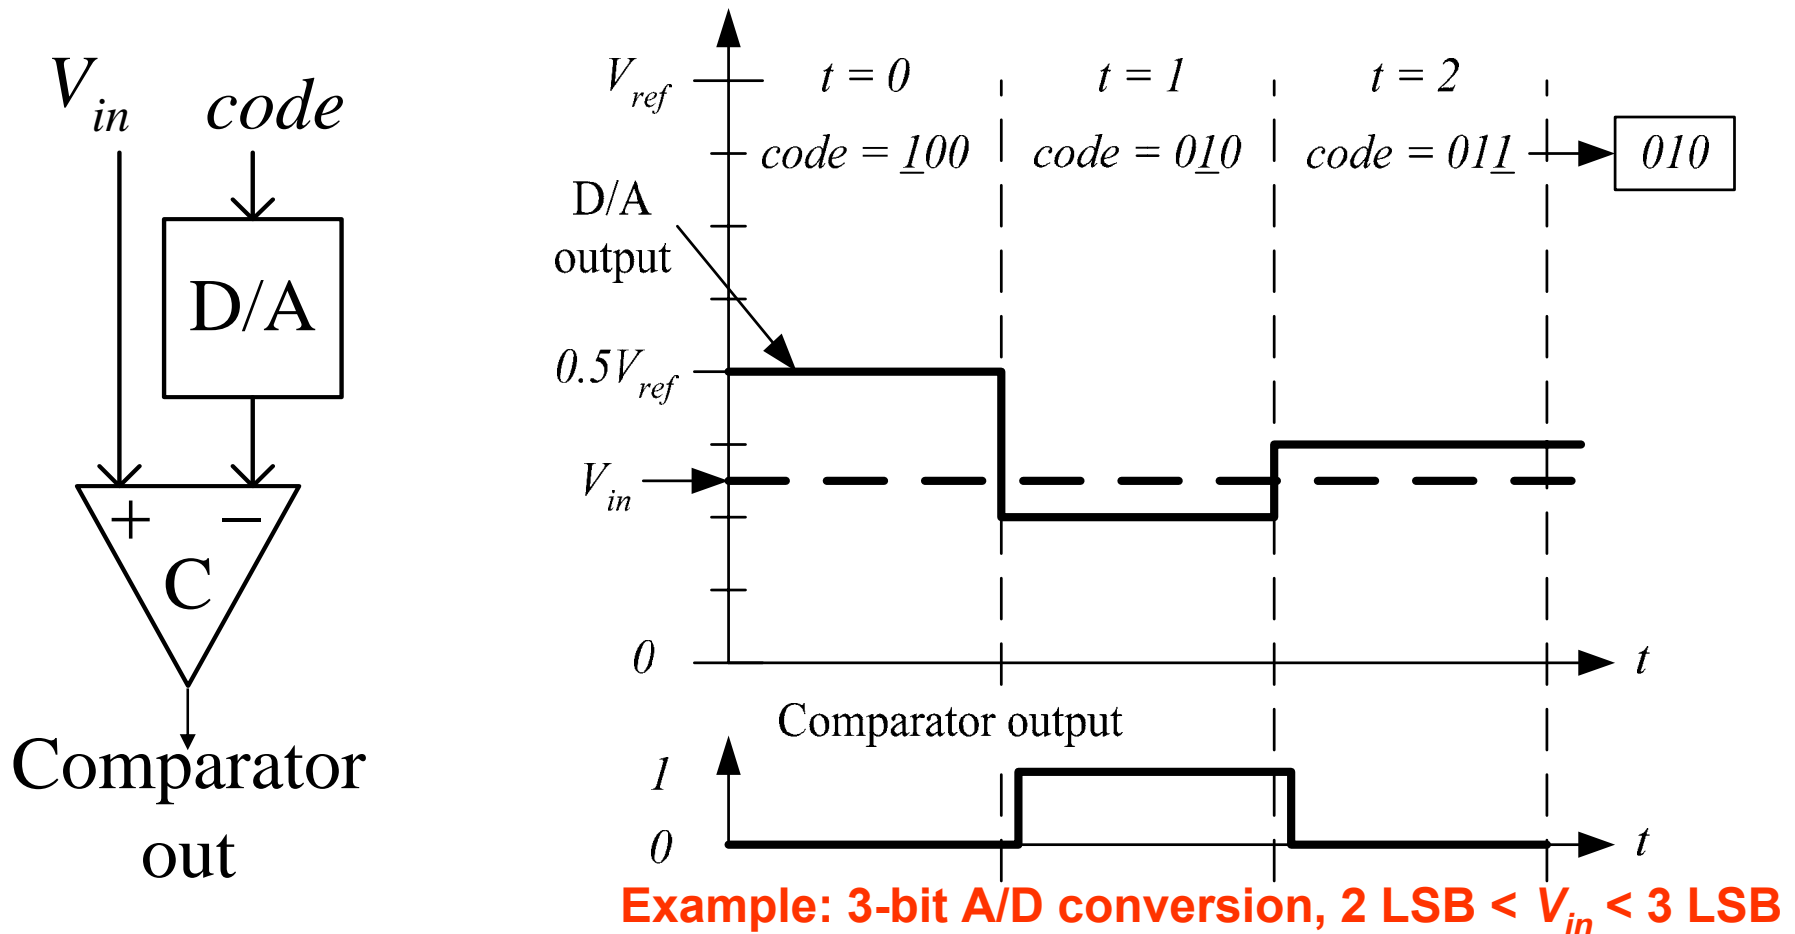 V_in
code
D/A
+ −
C
Comparator
out
V_ref
t = 0
t = 1
t = 2
code = 100
code = 010
code = 011
010
D/A
output
0.5V_ref
V_in
0
t
Comparator output
1
0
t
Example: 3-bit A/D conversion, 2 LSB < V_in < 3 LSB